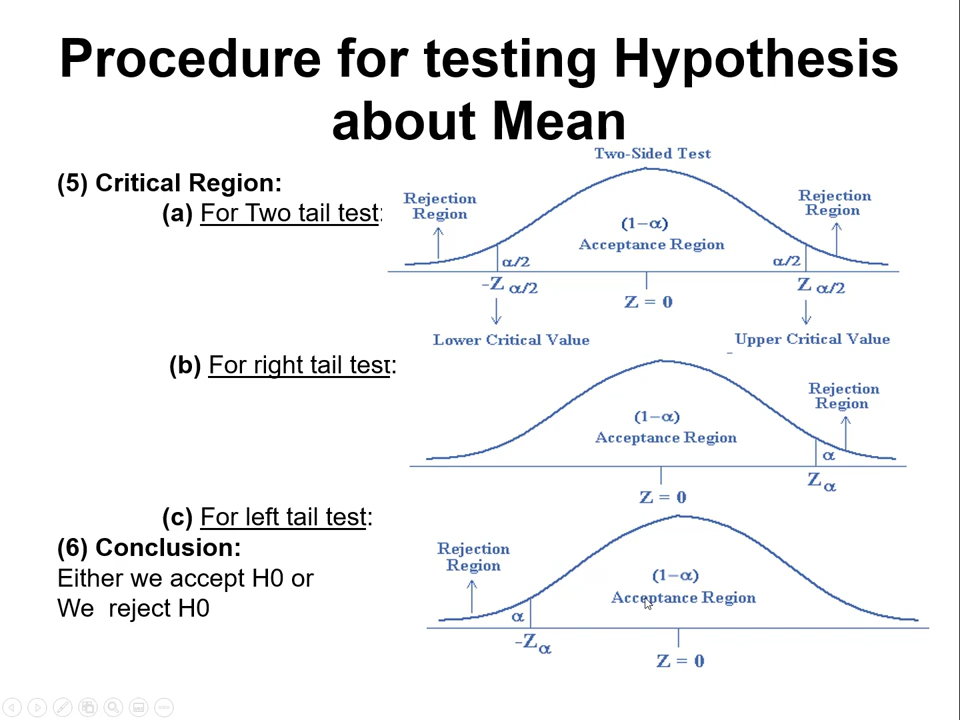 Procedure for testing Hypothesis
about Mean
(5) Critical Region:
(a) For Two tail test:
Two-Sided Test
Rejection
Region
Rejection
Region
(1-α)
Acceptance Region
α/2
α/2
-Z α/2
Z α/2
Z = 0
Lower Critical Value
Upper Critical Value
(b) For right tail test:
Rejection
Region
(1-α)
Acceptance Region
α
Z α
Z = 0
(c) For left tail test:
Rejection
Region
(1-α)
Acceptance Region
α
-Z α
Z = 0
(6) Conclusion:
Either we accept H0 or
We reject H0